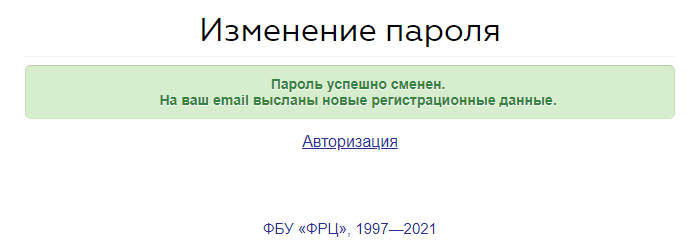 Изменение пароля
Пароль успешно сменен.
На ваш email высланы новые регистрационные данные.
Авторизация
ФБУ «ФРЦ», 1997—2021